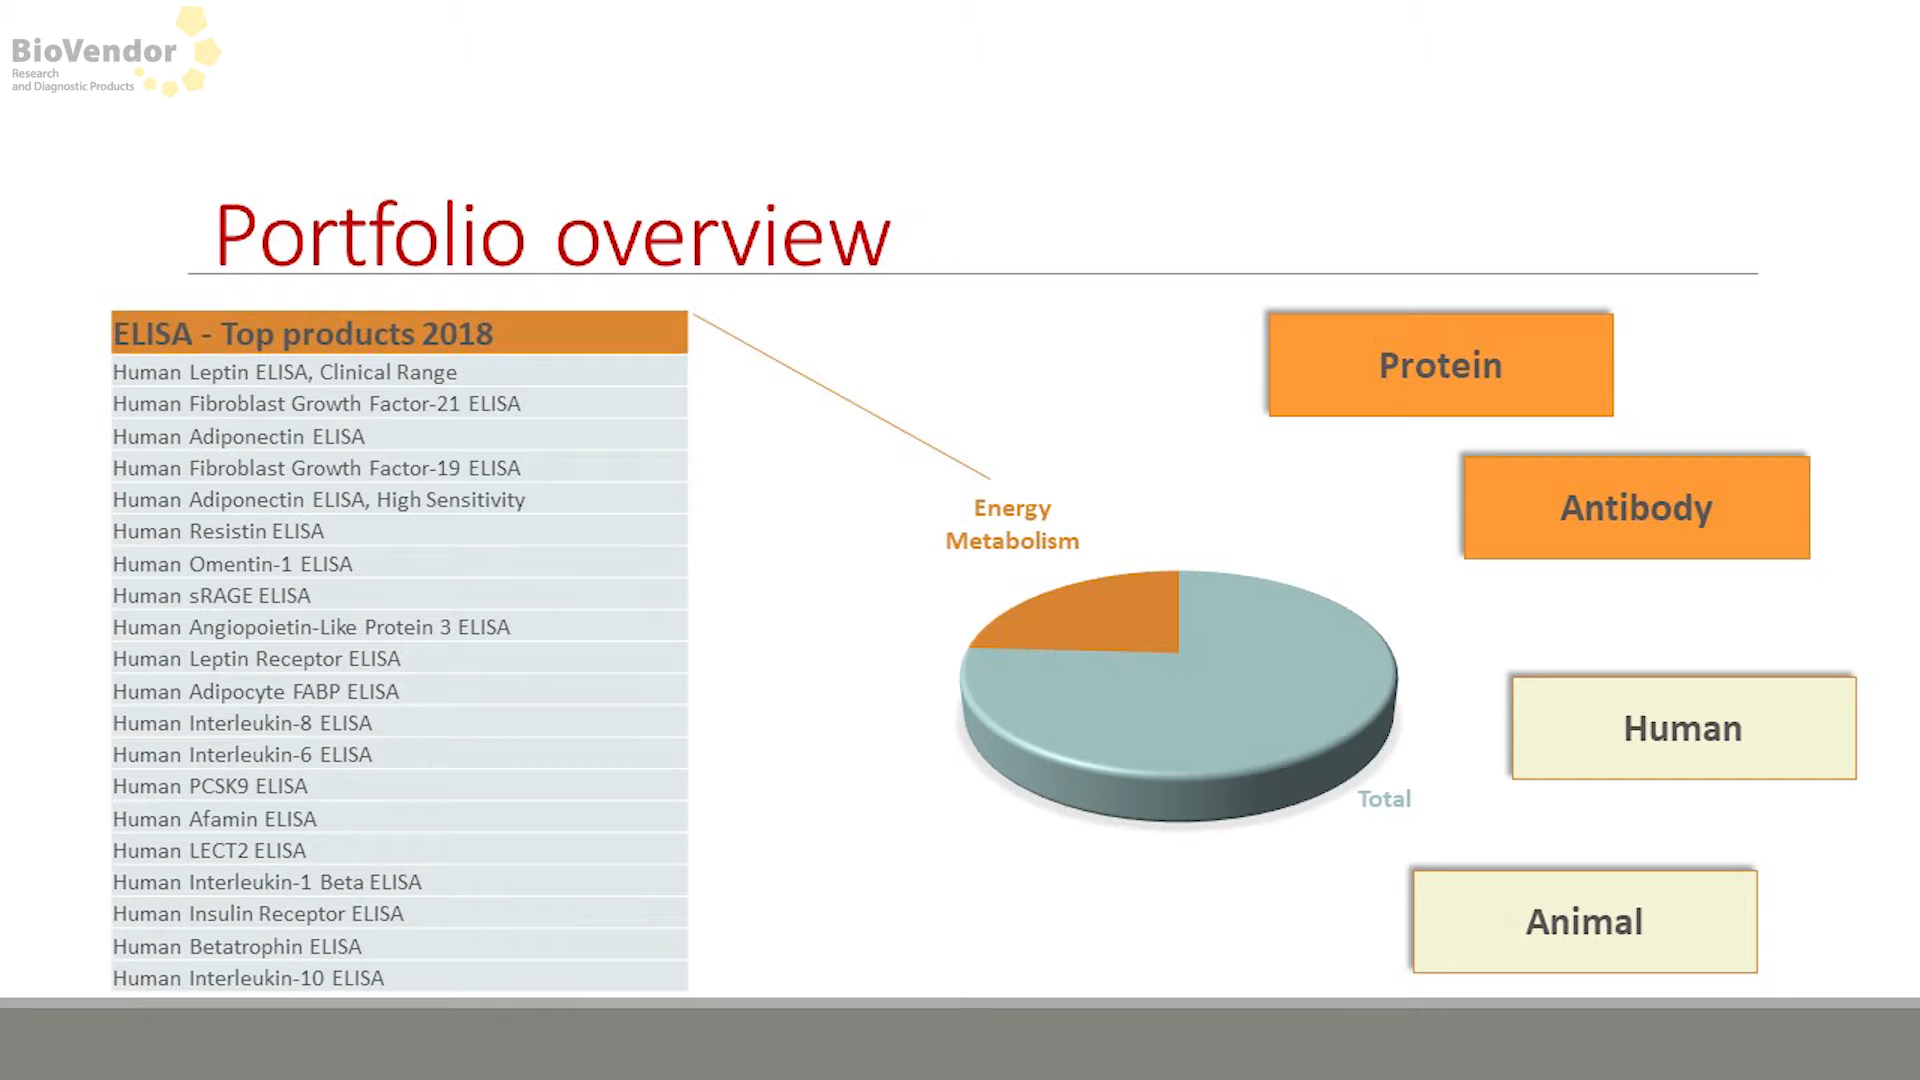 BioVendor
Research
and Diagnostic Products
Portfolio overview
ELISA - Top products 2018
Human Leptin ELISA, Clinical Range
Human Fibroblast Growth Factor-21 ELISA
Human Adiponectin ELISA
Human Fibroblast Growth Factor-19 ELISA
Human Adiponectin ELISA, High Sensitivity
Human Resistin ELISA
Human Omentin-1 ELISA
Human sRAGE ELISA
Human Angiopoietin-Like Protein 3 ELISA
Human Leptin Receptor ELISA
Human Adipocyte FABP ELISA
Human Interleukin-8 ELISA
Human Interleukin-6 ELISA
Human PCSK9 ELISA
Human Afamin ELISA
Human LECT2 ELISA
Human Interleukin-1 Beta ELISA
Human Insulin Receptor ELISA
Human Betatrophin ELISA
Human Interleukin-10 ELISA
Energy
Metabolism
Total
Protein
Antibody
Human
Animal